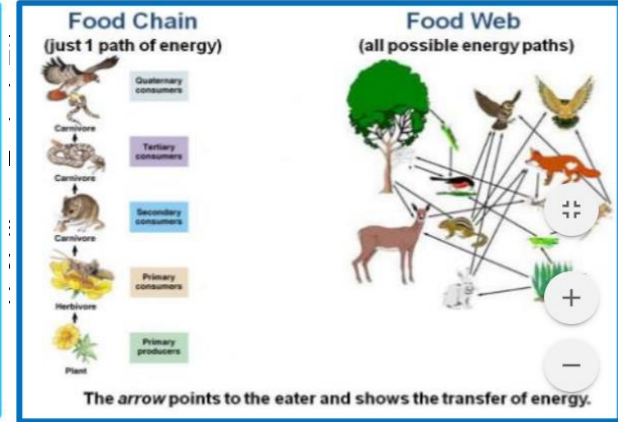 Food Chain
(just 1 path of energy)
Quaternary
consumers
Carnivore
Tertiary
consumers
Carnivore
Secondary
consumers
Carnivore
Primary
consumers
Herbivore
Primary
producers
Plant
Food Web
(all possible energy paths)
The arrow points to the eater and shows the transfer of energy.